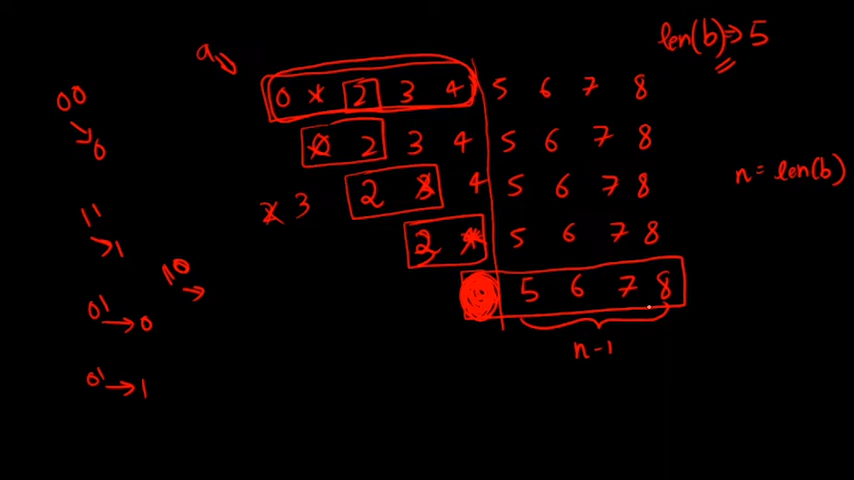 len(b) → 5
a
0 x 2 3 4 5 6 7 8
00
→ 0
0 2 3 4 5 6 7 8
n = len(b)
x 3 2 3 4 5 6 7 8
11
→ 1
2 5 6 7 8
10
→
5 6 7 8
01 → 0
n-1
01 → 1